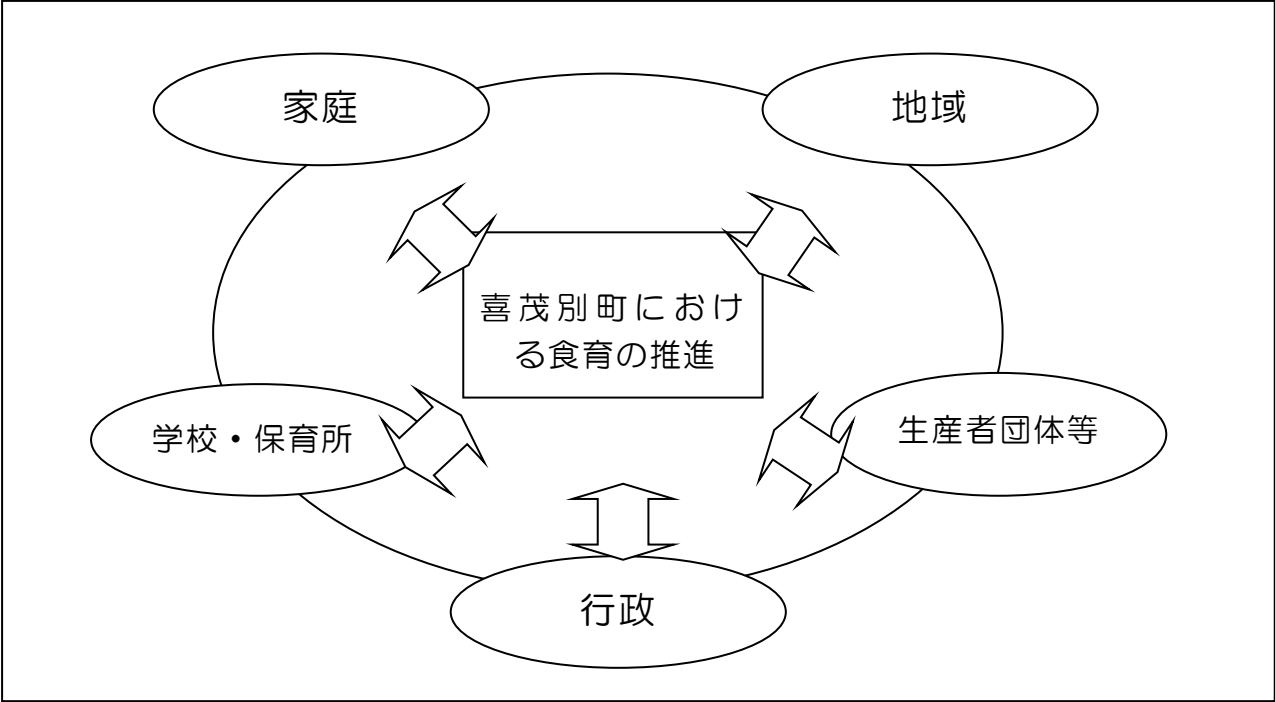 家庭
地域
喜茂別町におけ
る食育の推進
学校・保育所
生産者団体等
行政